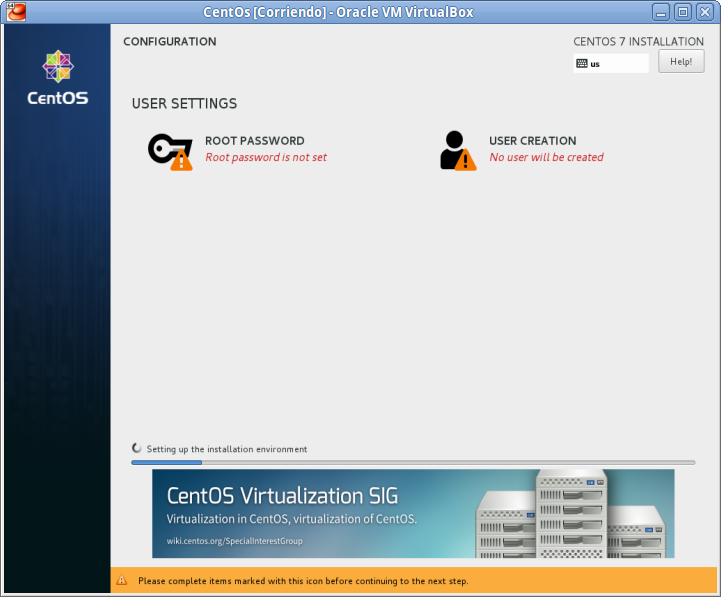 CentOs [Corriendo] - Oracle VM VirtualBox
CentOS
CONFIGURATION
CENTOS 7 INSTALLATION
us
Help!
USER SETTINGS
ROOT PASSWORD
Root password is not set
USER CREATION
No user will be created
Setting up the installation environment
CentOS Virtualization SIG
Virtualization in CentOS, virtualization of CentOS.
wiki.centos.org/SpecialInterestGroup
Please complete items marked with this icon before continuing to the next step.